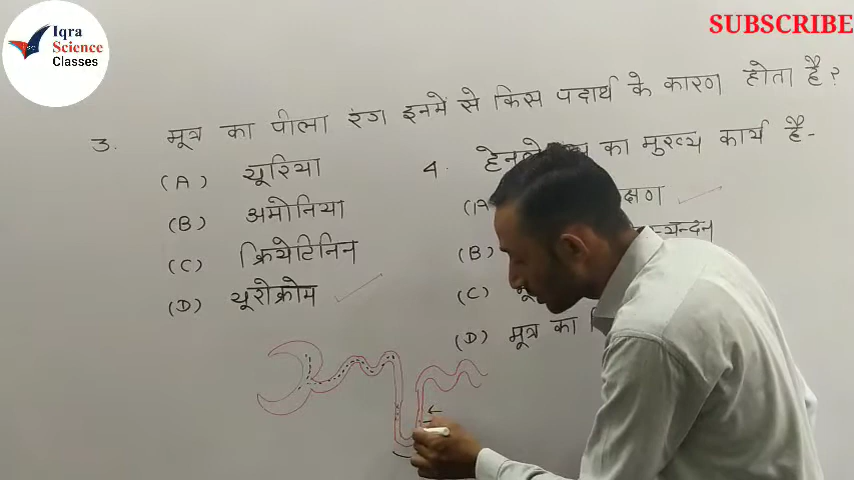 Iqra
Science
Classes
SUBSCRIBE
3. मूत्र का पीला रंग इनमें से किस पदार्थ के कारण होता है?
(A) यूरिया
(B) अमोनिया
(C) क्रियेटिनिन
(D) यूरोक्रोम
4. का मुख्य कार्य है-
(A
(B)
(C)
(D) मूत्र का